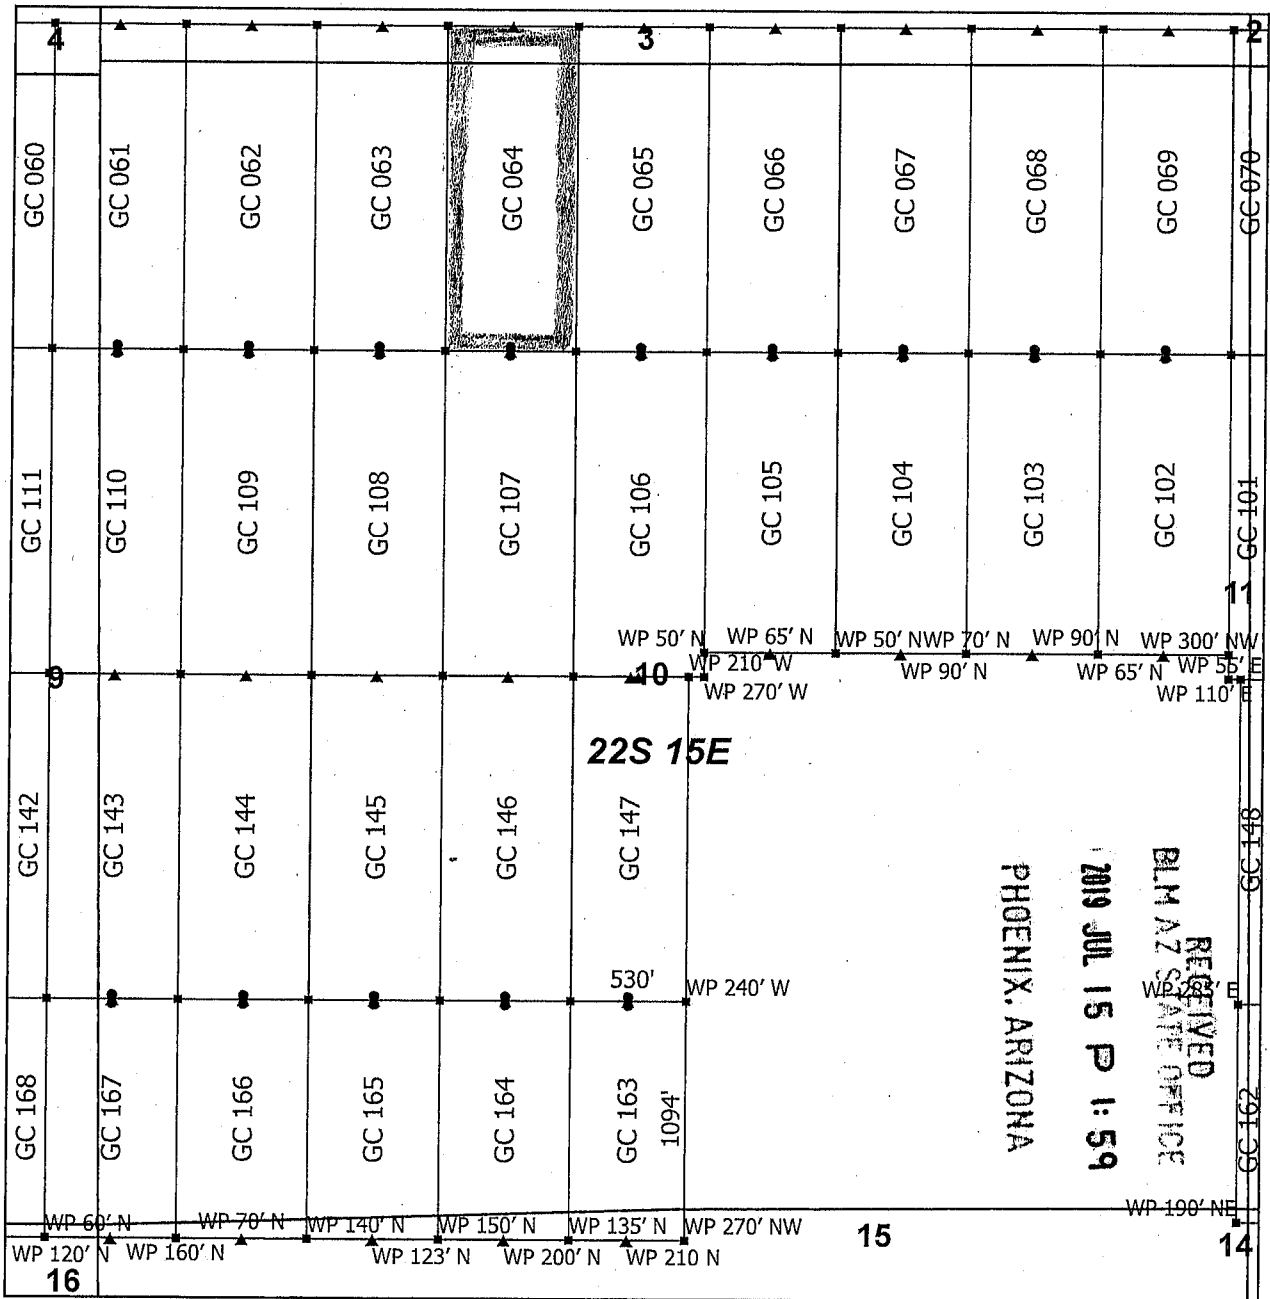 4 3 2
GC 060 GC 061 GC 062 GC 063 GC 064 GC 065 GC 066 GC 067 GC 068 GC 069 GC 070
GC 111 GC 110 GC 109 GC 108 GC 107 GC 106 GC 105 GC 104 GC 103 GC 102 GC 101
11
WP 50' N WP 65' N WP 50' N WP 70' N WP 90' N WP 300' NW
WP 210' W WP 90' N WP 65' N WP 55' E
9 10
WP 270' W WP 110' E
22S 15E
GC 142 GC 143 GC 144 GC 145 GC 146 GC 147 GC 148
RECEIVED
BLM AZ STATE OFFICE
2019 JUL 15 P 1:59
PHOENIX, ARIZONA
530' WP 240' W WP 285' E
GC 168 GC 167 GC 166 GC 165 GC 164 GC 163 1094' GC 162
WP 190' NE
WP 60' N WP 70' N WP 140' N WP 150' N WP 135' N WP 270' NW
15 14
WP 120' N WP 160' N WP 123' N WP 200' N WP 210 N
16